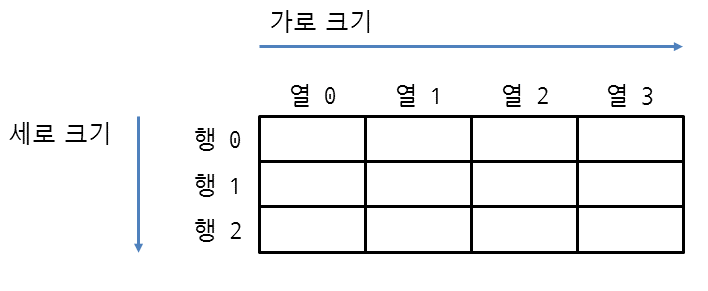 가로 크기
열 0 열 1 열 2 열 3
세로 크기
행 0
행 1
행 2